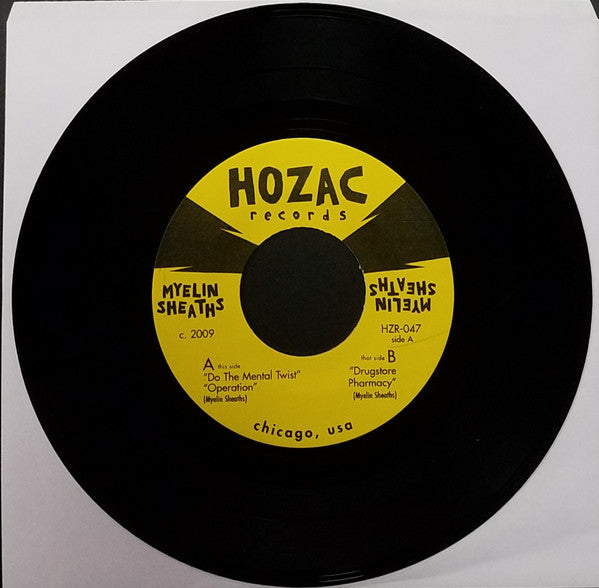 HOZAC
records
MYELIN
SHEATHS
MYELIN
SHEATHS
c. 2009
HZR-047
side A
A this side
"Do The Mental Twist"
"Operation"
(Myelin Sheaths)
that side B
"Drugstore
Pharmacy"
(Myelin Sheaths)
chicago, usa